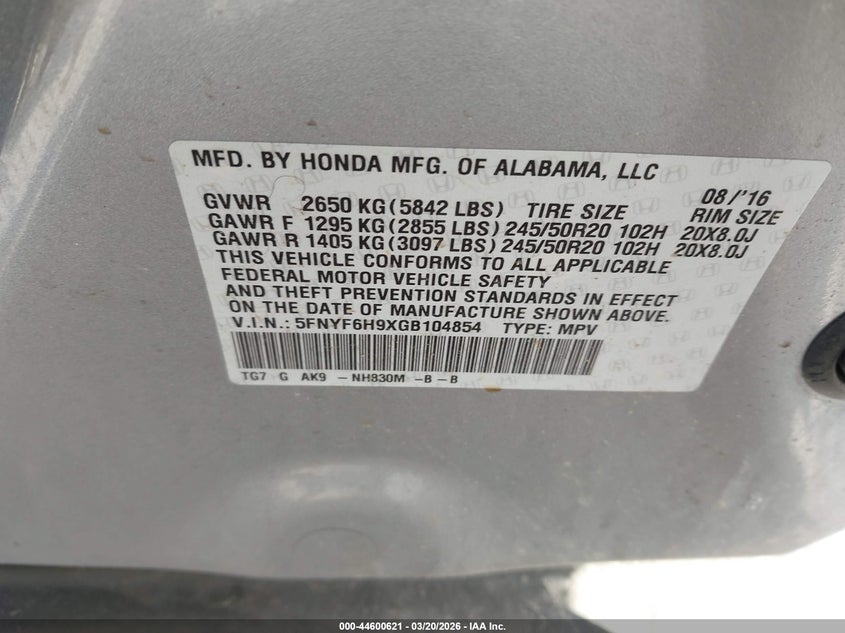 MFD. BY HONDA MFG. OF ALABAMA, LLC
08/'16
GVWR 2650 KG (5842 LBS) TIRE SIZE RIM SIZE
GAWR F 1295 KG (2855 LBS) 245/50R20 102H 20X8.0J
GAWR R 1405 KG (3097 LBS) 245/50R20 102H 20X8.0J
THIS VEHICLE CONFORMS TO ALL APPLICABLE
FEDERAL MOTOR VEHICLE SAFETY
AND THEFT PREVENTION STANDARDS IN EFFECT
ON THE DATE OF MANUFACTURE SHOWN ABOVE.
V.I.N.: 5FNYF6H9XGB104854 TYPE: MPV
TG7 G AK9 -NH830M -B-B
000-44600621 - 03/20/2026 - IAA Inc.